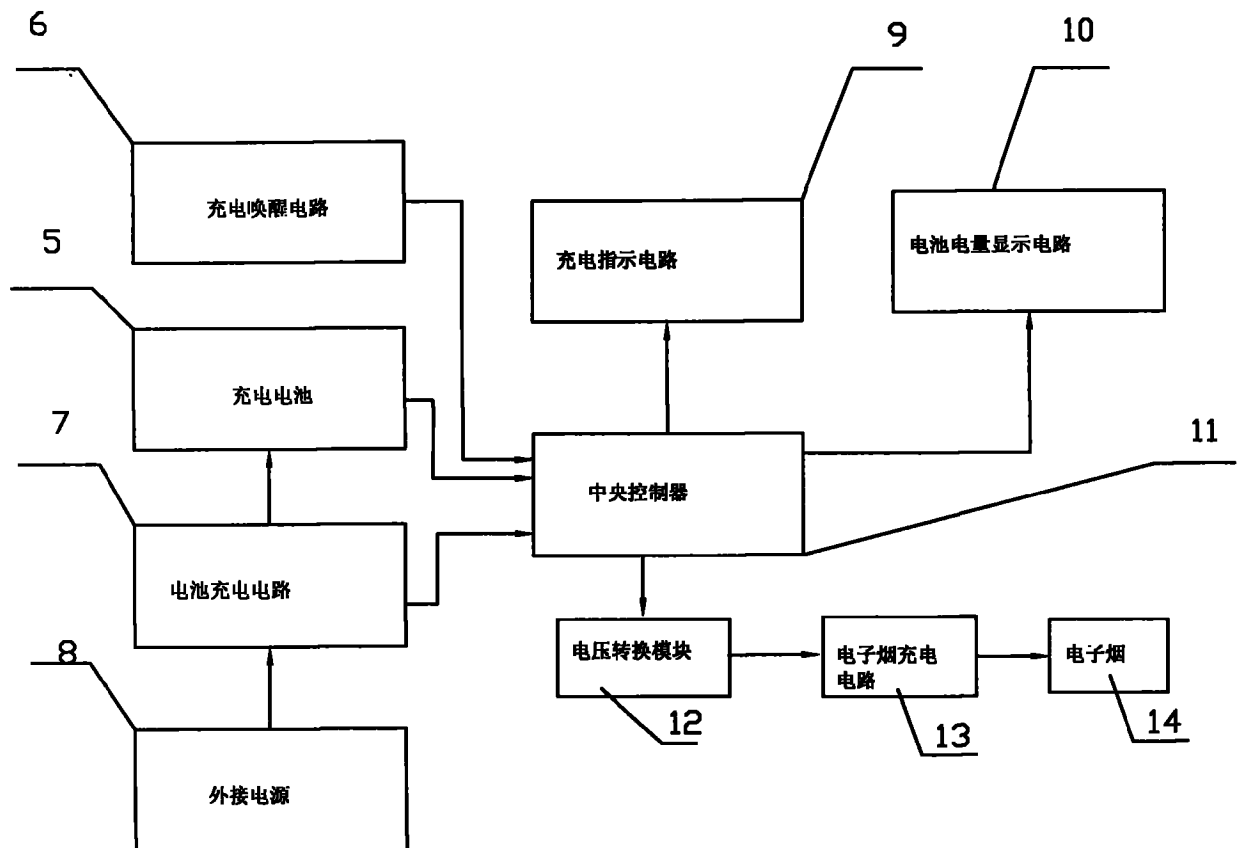 6
9
10
充电唤醒电路
5
充电指示电路
电池电量显示电路
充电电池
7
11
中央控制器
电池充电电路
8
电压转换模块
电子烟充电
电路
电子烟
12
13
14
外接电源